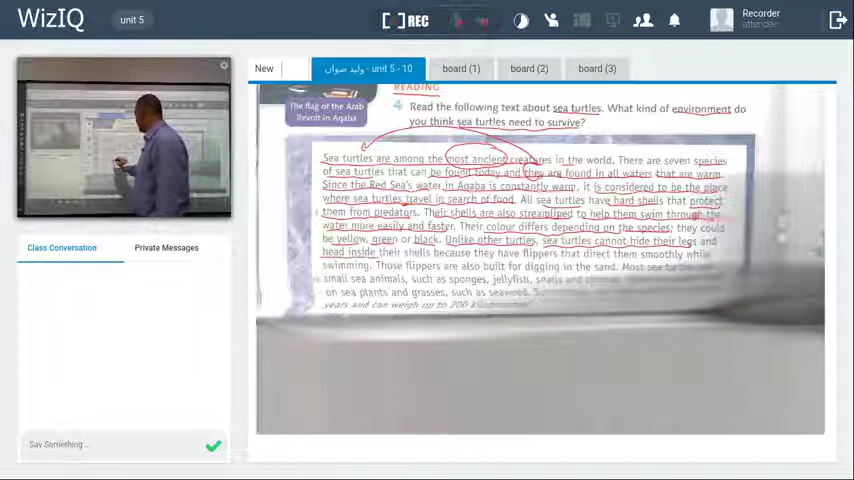 WizIQ
unit 5
REC
Recorder
attendee
New
وليد صوان - unit 5 - 10
board (1)
board (2)
board (3)
READING
The flag of the Arab
Revolt in Aqaba
4 Read the following text about sea turtles. What kind of environment do
you think sea turtles need to survive?
Sea turtles are among the most ancient creatures in the world. There are seven species
of sea turtles that can be found today and they are found in all waters that are warm.
Since the Red Sea's water in Aqaba is constantly warm, it is considered to be the place
where sea turtles travel in search of food. All sea turtles have hard shells that protect
them from predators. Their shells are also streamlined to help them swim through the
water more easily and faster. Their colour differs depending on the species; they could
be yellow, green or black. Unlike other turtles, sea turtles cannot hide their legs and
head inside their shells because they have flippers that direct them smoothly while
swimming. Those flippers are also built for digging in the sand. Most sea
small sea animals, such as sponges, jellyfish, snails and
on sea plants and grasses, such as seaweed.
years and can weigh up to 200
Class Conversation
Private Messages
Say Something...